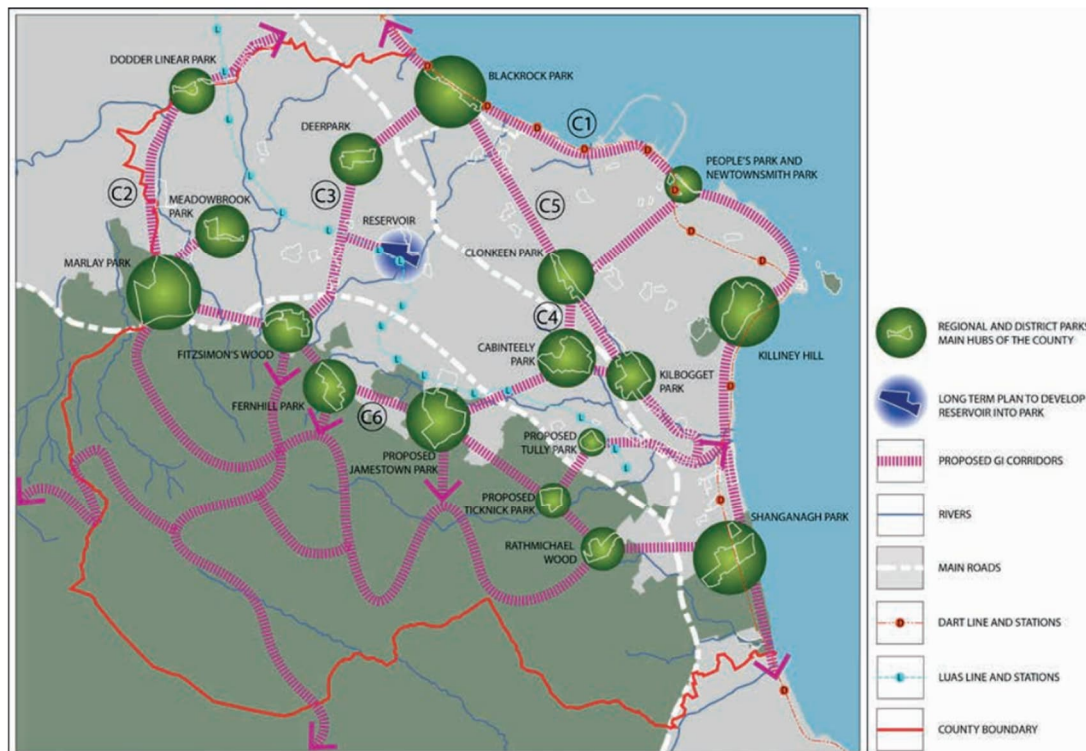 DODDER LINEAR PARK
BLACKROCK PARK
C1
DEERPARK
PEOPLE'S PARK AND
NEWTOWNSMITH PARK
C2
C3
MEADOWBROOK
PARK
C5
RESERVOIR
CLONKEEN PARK
MARLAY PARK
C4
KILLINEY HILL
FITZSIMON'S WOOD
CABINTEELY
PARK
KILBOGGET
PARK
FERNHILL PARK
C6
PROPOSED
JAMESTOWN PARK
PROPOSED
TULLY PARK
PROPOSED
TICKNICK PARK
SHANGANAGH PARK
RATHMICHAEL
WOOD
REGIONAL AND DISTRICT PARKS
MAIN HUBS OF THE COUNTY
LONG TERM PLAN TO DEVELOP
RESERVOIR INTO PARK
PROPOSED GI CORRIDORS
RIVERS
MAIN ROADS
D
DART LINE AND STATIONS
L
LUAS LINE AND STATIONS
COUNTY BOUNDARY